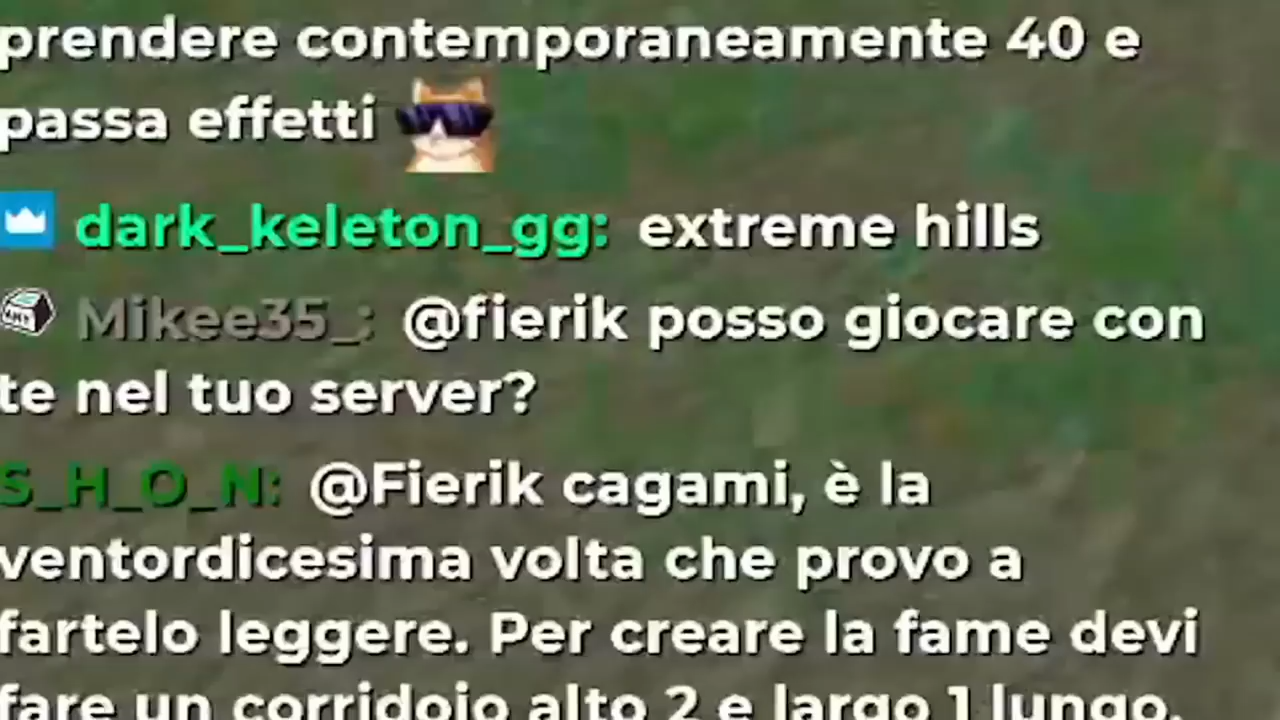 prendere contemporaneamente 40 e
passa effetti
dark_keleton_gg: extreme hills
Mikee35_: @fierik posso giocare con
te nel tuo server?
S_H_O_N: @Fierik cagami, è la
ventordicesima volta che provo a
fartelo leggere. Per creare la fame devi
fare un corridoio alto 2 e largo 1 lungo,